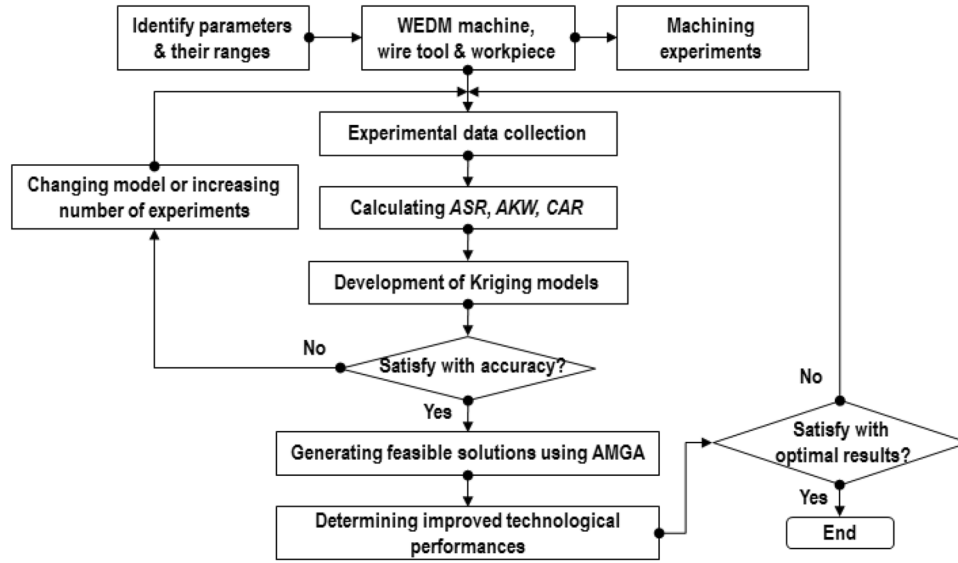 Identify parameters
& their ranges
WEDM machine,
wire tool & workpiece
Machining
experiments
Experimental data collection
Changing model or increasing
number of experiments
Calculating ASR, AKW, CAR
Development of Kriging models
No
Satisfy with accuracy?
Yes
No
Generating feasible solutions using AMGA
Satisfy with
optimal results?
Yes
Determining improved technological
performances
End